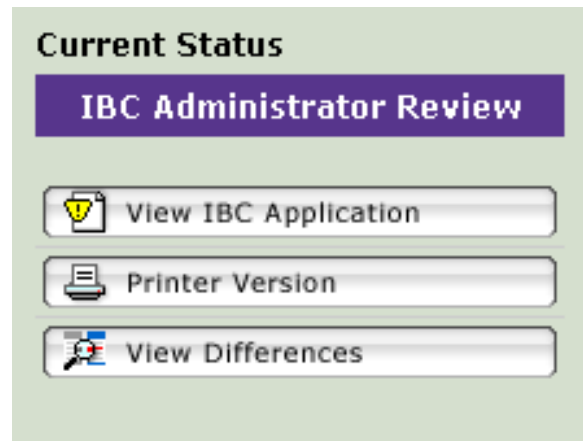 Current Status
IBC Administrator Review
View IBC Application
Printer Version
View Differences